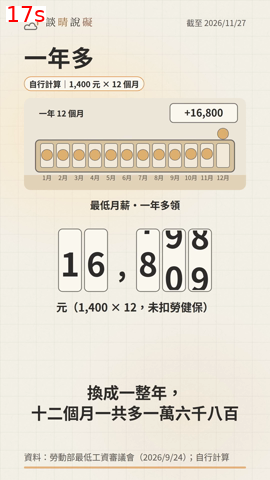 17s
談晴說礙
截至 2026/11/27
一年多
自行計算｜1,400 元 × 12 個月
一年 12 個月
+16,800
1月 2月 3月 4月 5月 6月 7月 8月 9月 10月 11月 12月
最低月薪・一年多領
16,8
元（1,400 × 12，未扣勞健保）
換成一整年，
十二個月一共多一萬六千八百
資料：勞動部最低工資審議會（2026/9/24）；自行計算